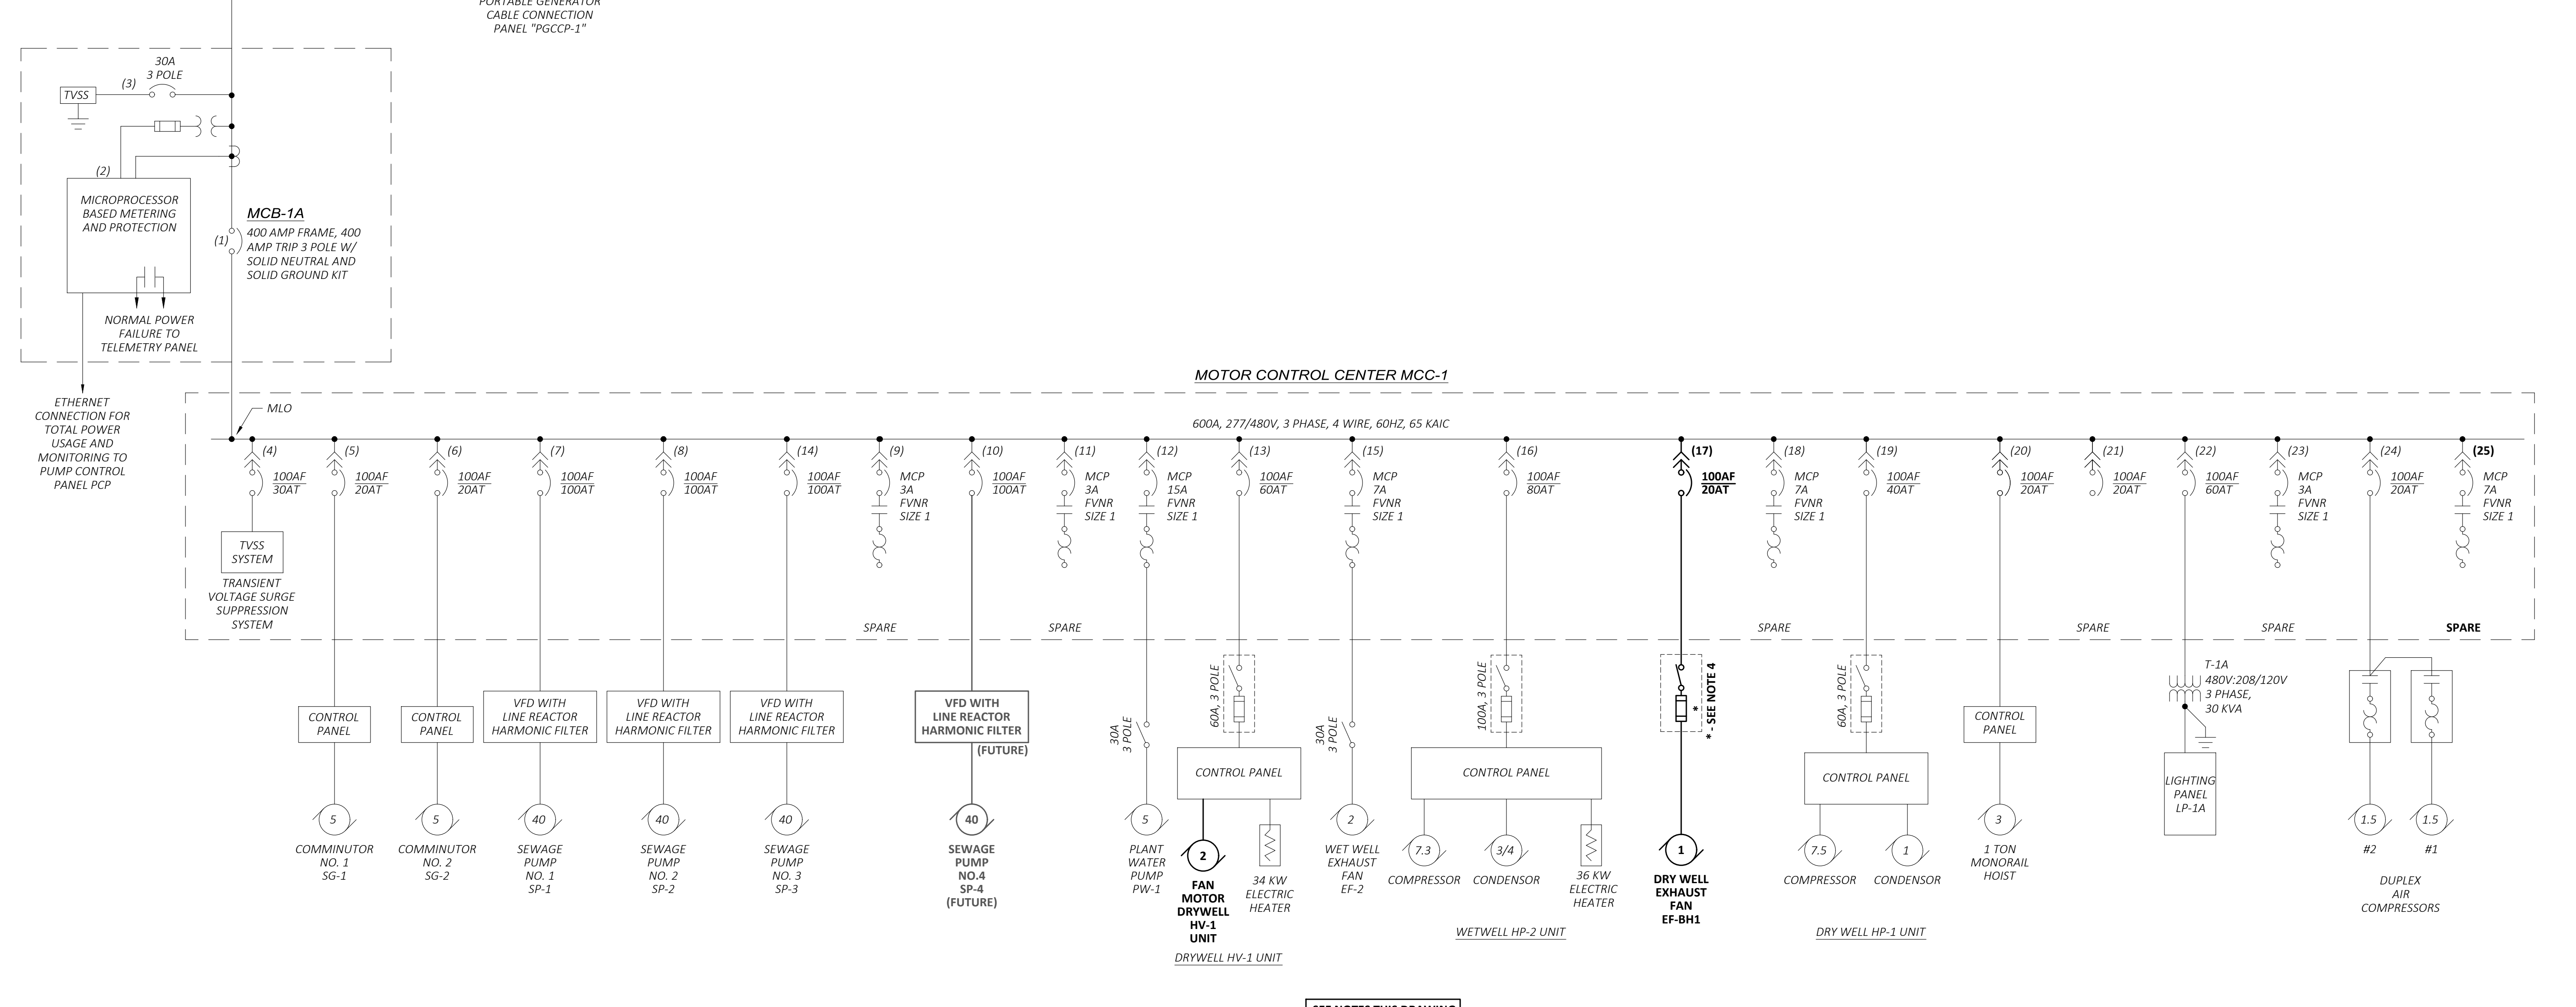 PORTABLE GENERATOR
CABLE CONNECTION
PANEL "PGCCP-1"
30A
3 POLE
(3)
TVSS
(2)
MICROPROCESSOR
BASED METERING
AND PROTECTION
MCB-1A
(1)
400 AMP FRAME, 400
AMP TRIP 3 POLE W/
SOLID NEUTRAL AND
SOLID GROUND KIT
NORMAL POWER
FAILURE TO
TELEMETRY PANEL
ETHERNET
CONNECTION FOR
TOTAL POWER
USAGE AND
MONITORING TO
PUMP CONTROL
PANEL PCP
MOTOR CONTROL CENTER MCC-1
MLO
600A, 277/480V, 3 PHASE, 4 WIRE, 60HZ, 65 KAIC
(4)
100AF
30AT
TVSS
SYSTEM
TRANSIENT
VOLTAGE SURGE
SUPPRESSION
SYSTEM
(5)
100AF
20AT
CONTROL
PANEL
5
COMMINUTOR
NO. 1
SG-1
(6)
100AF
20AT
CONTROL
PANEL
5
COMMINUTOR
NO. 2
SG-2
(7)
100AF
100AT
VFD WITH
LINE REACTOR
HARMONIC FILTER
40
SEWAGE
PUMP
NO. 1
SP-1
(8)
100AF
100AT
VFD WITH
LINE REACTOR
HARMONIC FILTER
40
SEWAGE
PUMP
NO. 2
SP-2
(14)
100AF
100AT
VFD WITH
LINE REACTOR
HARMONIC FILTER
40
SEWAGE
PUMP
NO. 3
SP-3
(9)
MCP
3A
FVNR
SIZE 1
SPARE
(10)
100AF
100AT
VFD WITH
LINE REACTOR
HARMONIC FILTER
(FUTURE)
40
SEWAGE
PUMP
NO.4
SP-4
(FUTURE)
(11)
MCP
3A
FVNR
SIZE 1
SPARE
(12)
MCP
15A
FVNR
SIZE 1
30A
3 POLE
5
PLANT
WATER
PUMP
PW-1
(13)
100AF
60AT
60A, 3 POLE
CONTROL PANEL
2
FAN
MOTOR
DRYWELL
HV-1
UNIT
34 KW
ELECTRIC
HEATER
DRYWELL HV-1 UNIT
(15)
MCP
7A
FVNR
SIZE 1
30A
3 POLE
2
WET WELL
EXHAUST
FAN
EF-2
(16)
100AF
80AT
100A, 3 POLE
CONTROL PANEL
7.3
COMPRESSOR
3/4
CONDENSOR
36 KW
ELECTRIC
HEATER
WETWELL HP-2 UNIT
(17)
100AF
20AT
*
* - SEE NOTE 4
1
DRY WELL
EXHAUST
FAN
EF-BH1
(18)
MCP
7A
FVNR
SIZE 1
SPARE
(19)
100AF
40AT
60A, 3 POLE
CONTROL PANEL
7.5
COMPRESSOR
1
CONDENSOR
DRY WELL HP-1 UNIT
(20)
100AF
20AT
CONTROL
PANEL
3
1 TON
MONORAIL
HOIST
(21)
100AF
20AT
SPARE
(22)
100AF
60AT
T-1A
480V:208/120V
3 PHASE,
30 KVA
LIGHTING
PANEL
LP-1A
(23)
MCP
3A
FVNR
SIZE 1
SPARE
(24)
100AF
20AT
1.5
#2
1.5
#1
DUPLEX
AIR
COMPRESSORS
(25)
MCP
7A
FVNR
SIZE 1
SPARE
SEE NOTES THIS DRAWING